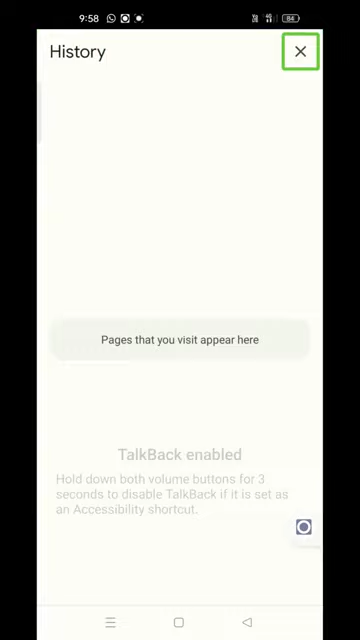 9:58
84
History
Pages that you visit appear here
TalkBack enabled
Hold down both volume buttons for 3
seconds to disable TalkBack if it is set as
an Accessibility shortcut.